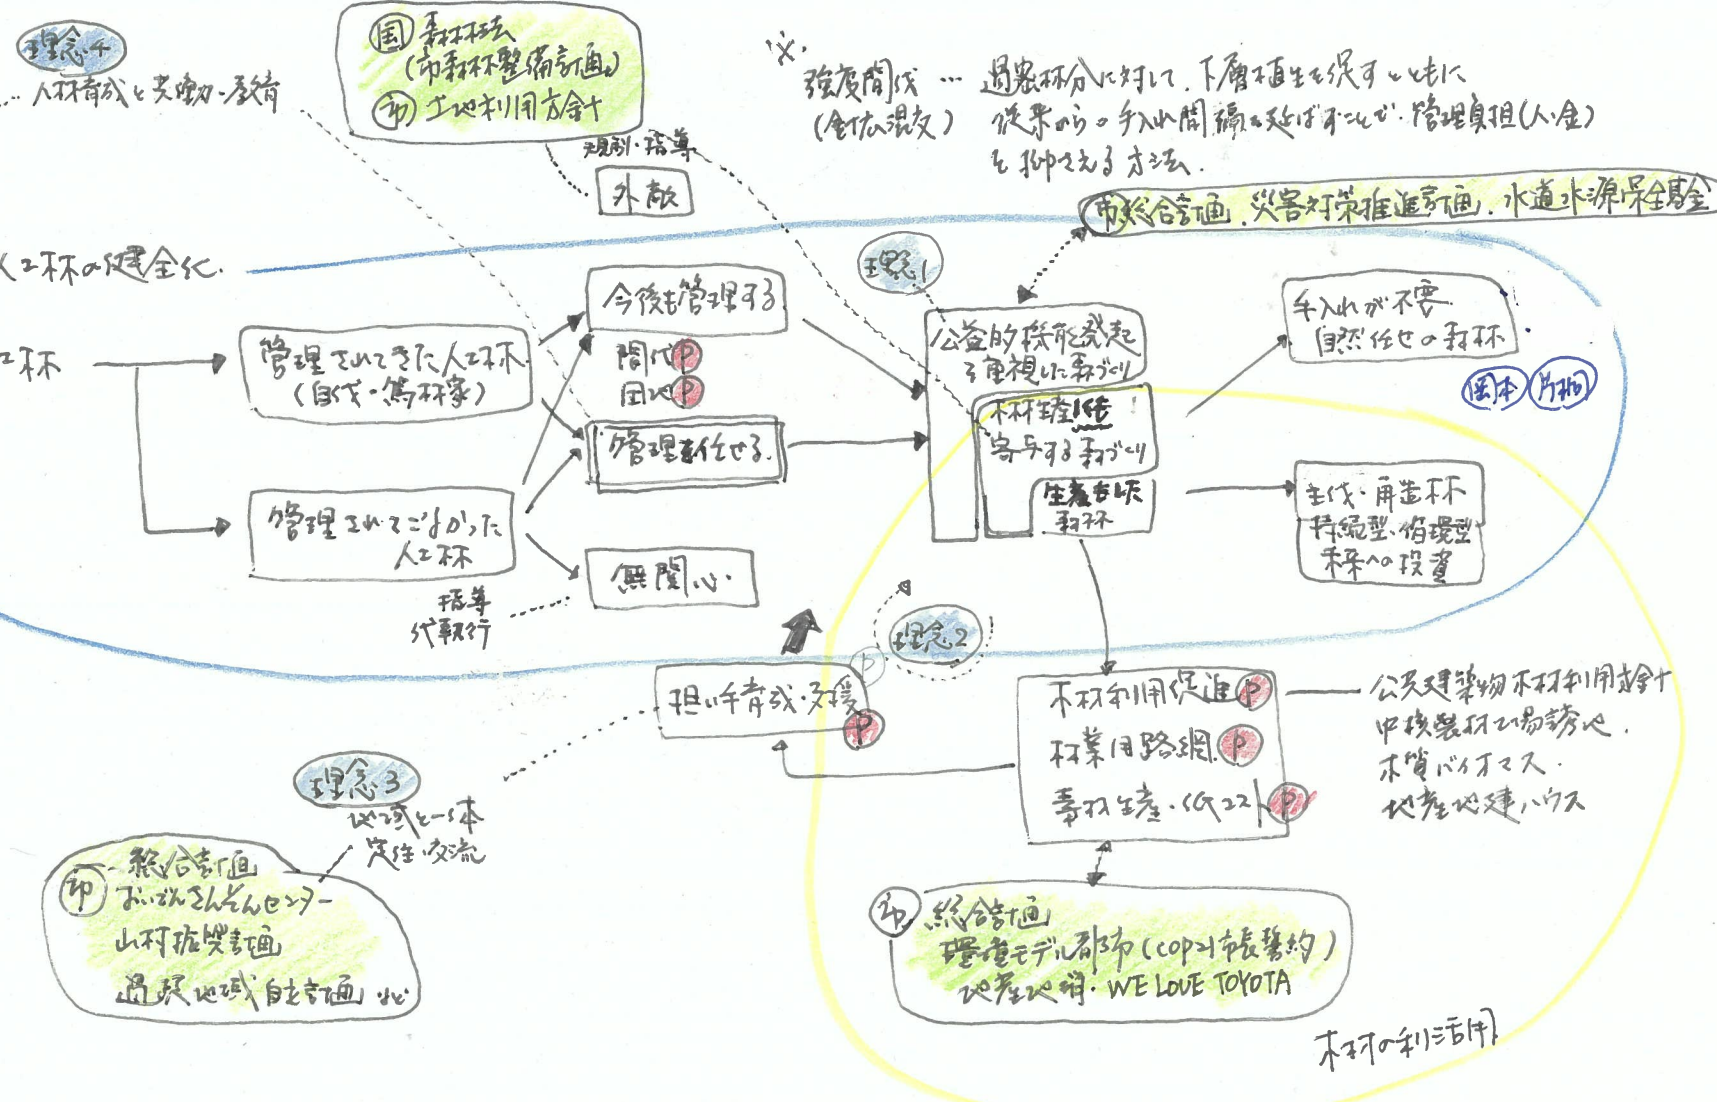 理念4
人材育成と共働・教育
国 森林法
(市森林整備計画)
市 土地利用方針
規制・指導
外敵
※
強度間伐 … 過密林分に対して、下層植生を促すとともに
(針広混交) 従来からの手入れ間隔を延ばすことで、管理負担(人・金)
を抑さえる方法.
市総合計画、災害対策推進計画、水道水源保全基金
人工林の健全化.
理念1
工林
管理されてきた人工林
(自伐・篤林家)
今後も管理する
間伐 P
団地 P
管理を任せる
管理されてこなかった
人工林
無関心.
指導
代執行
公益的機能発起
を重視した森づくり
木材生産に
寄与する森づくり
生産
森林
手入れが不要
自然任せの森林
岡本 片桐
主伐・再造林
持続型・循環型
未来への投資
理念2
担い手育成・支援 P
P
木材利用促進 P
林業用路網 P
素材生産・ P
公共建築物木材利用方針
中核製材工場誘地.
木質バイオマス.
地産地建ハウス
理念3
地域と一体
定住・交流
市 総合計画
おいでんさんそんセンター
山村振興計画
過疎地域自立計画 など
市 総合計画
環境モデル都市(COP21市長誓約)
地産地消・WE LOVE TOYOTA
木材の利活用